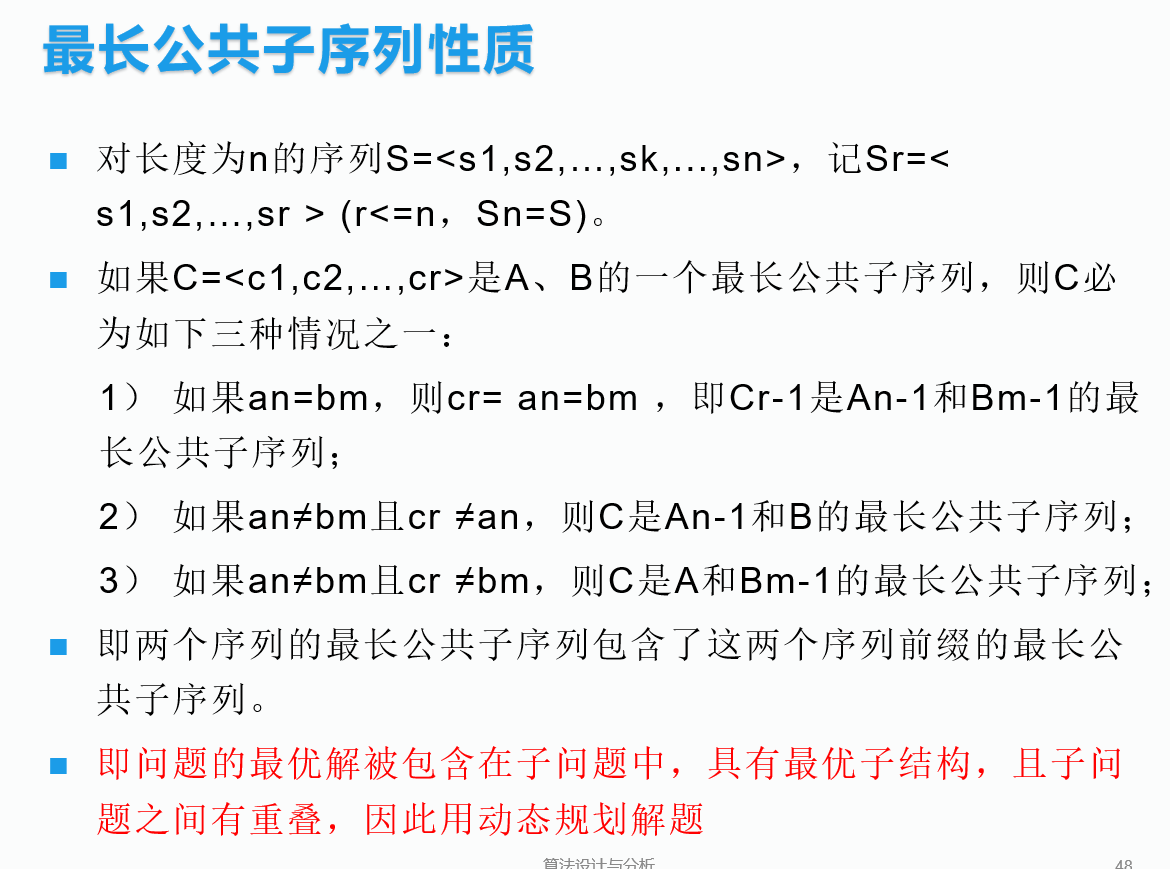 最长公共子序列性质
对长度为n的序列S=<s1,s2,…,sk,…,sn>，记Sr=<
s1,s2,…,sr > (r<=n，Sn=S)。
如果C=<c1,c2,…,cr>是A、B的一个最长公共子序列，则C必
为如下三种情况之一：
1） 如果an=bm，则cr= an=bm ，即Cr-1是An-1和Bm-1的最
长公共子序列；
2） 如果an≠bm且cr ≠an，则C是An-1和B的最长公共子序列；
3） 如果an≠bm且cr ≠bm，则C是A和Bm-1的最长公共子序列；
即两个序列的最长公共子序列包含了这两个序列前缀的最长公
共子序列。
即问题的最优解被包含在子问题中，具有最优子结构，且子问
题之间有重叠，因此用动态规划解题
算法设计与分析
48